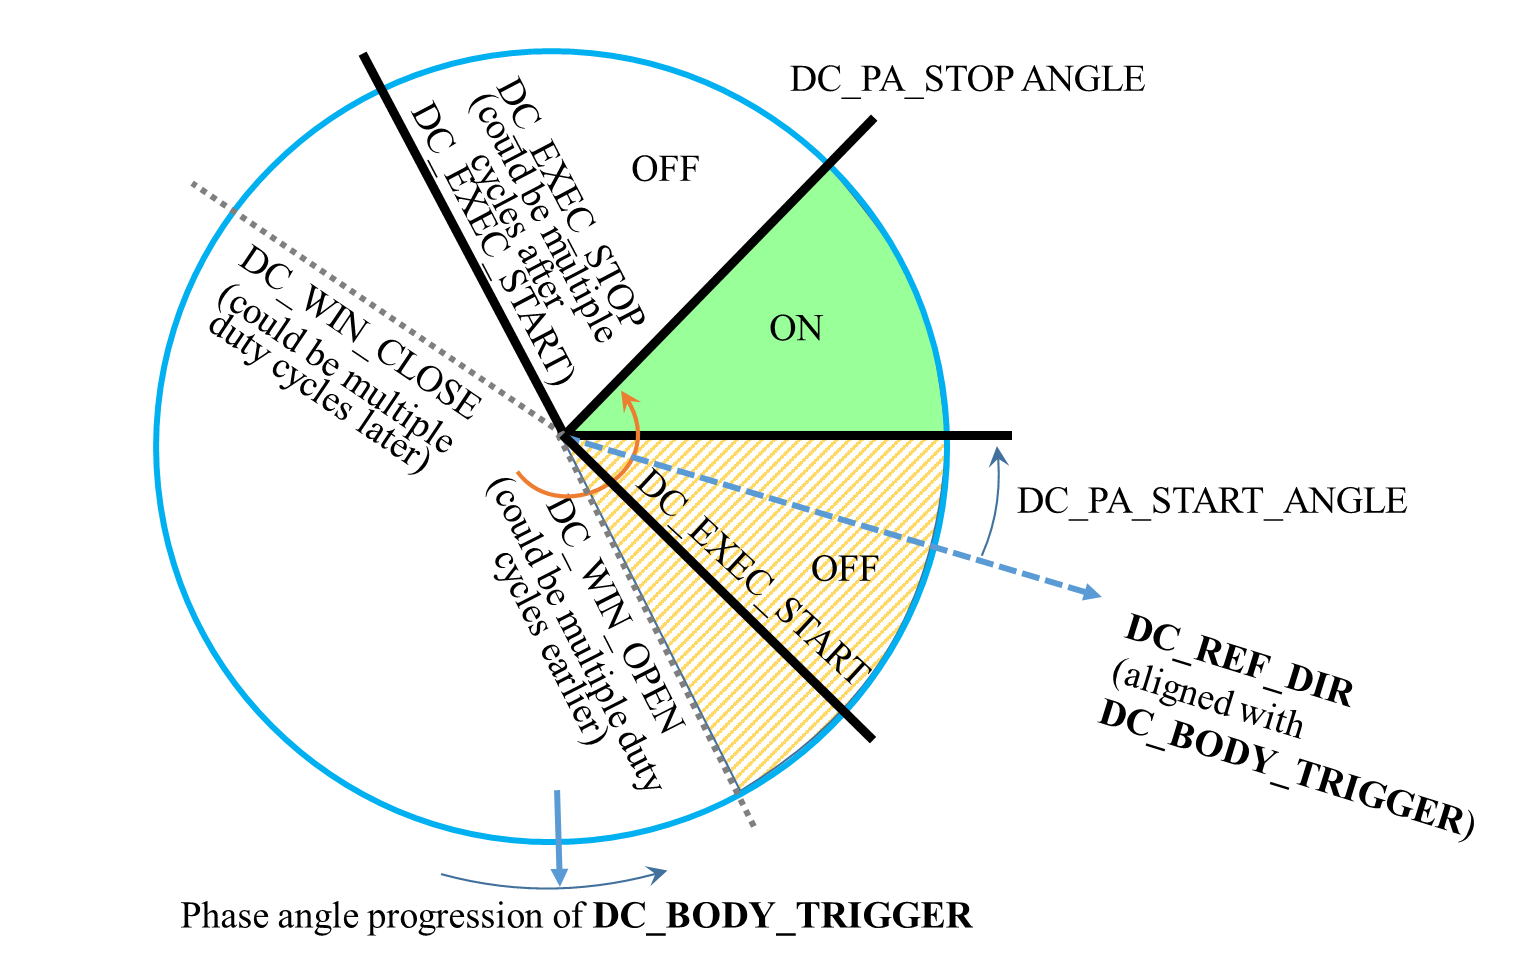 DC_PA_STOP ANGLE
OFF
DC_EXEC_STOP
(could be multiple
cycles after
DC_EXEC_START)
ON
DC_WIN_CLOSE
(could be multiple
duty cycles later)
DC_PA_START_ANGLE
DC_EXEC_START
OFF
DC_WIN_OPEN
(could be multiple duty
cycles earlier)
DC_REF_DIR
(aligned with
DC_BODY_TRIGGER)
Phase angle progression of DC_BODY_TRIGGER